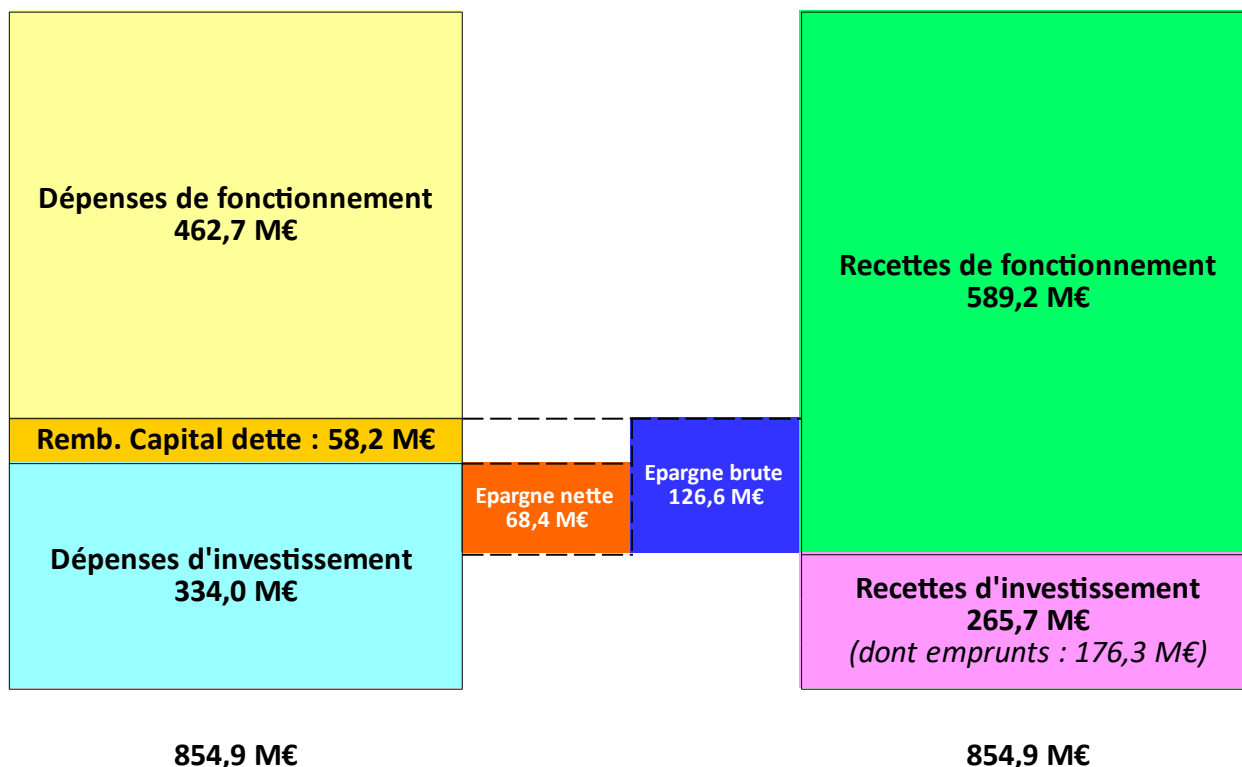 Dépenses de fonctionnement
462,7 M€
Remb. Capital dette : 58,2 M€
Dépenses d'investissement
334,0 M€
854,9 M€
Epargne nette
68,4 M€
Epargne brute
126,6 M€
Recettes de fonctionnement
589,2 M€
Recettes d'investissement
265,7 M€
(dont emprunts : 176,3 M€)
854,9 M€